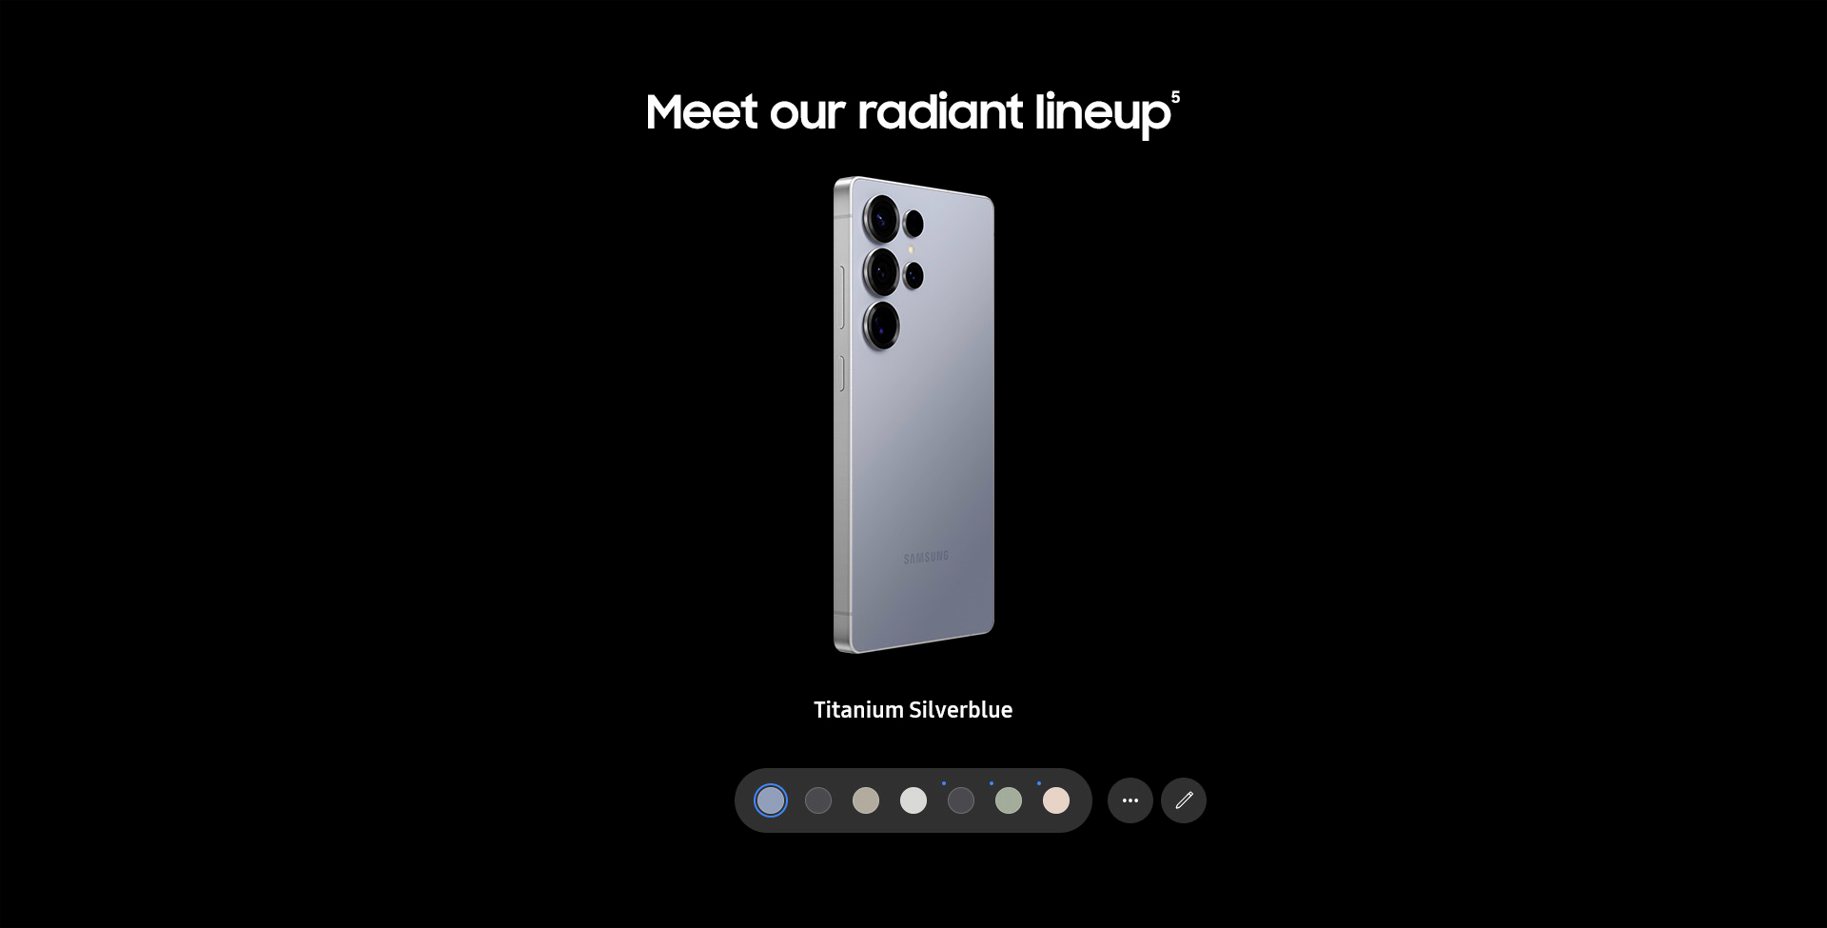 Meet our radiant lineup⁵
SAMSUNG
Titanium Silverblue